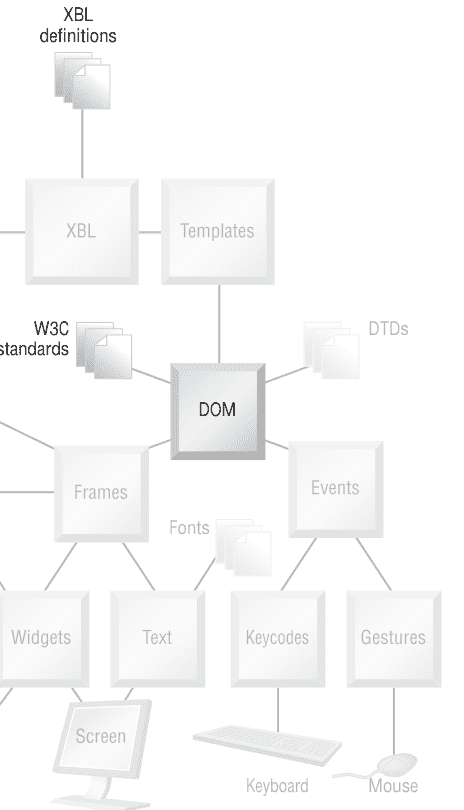 XBL
definitions
XBL
Templates
W3C
standards
DTDs
DOM
Frames
Events
Fonts
Widgets
Text
Keycodes
Gestures
Screen
Keyboard
Mouse